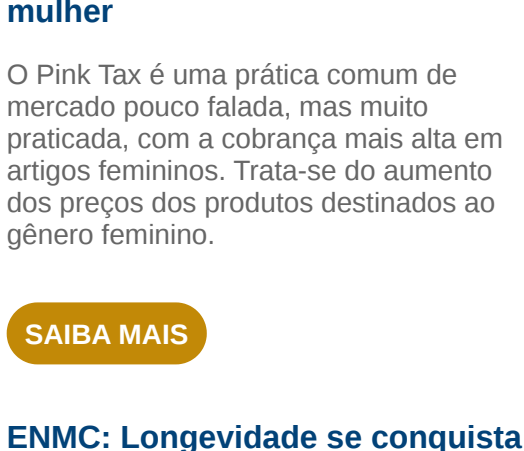 mulher
O Pink Tax é uma prática comum de
mercado pouco falada, mas muito
praticada, com a cobrança mais alta em
artigos femininos. Trata-se do aumento
dos preços dos produtos destinados ao
gênero feminino.
SAIBA MAIS
ENMC: Longevidade se conquista